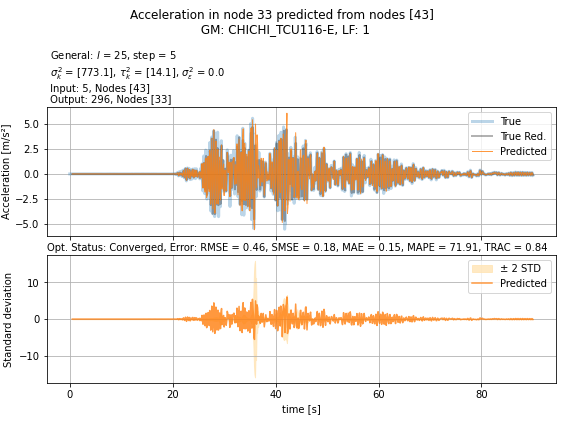 Acceleration in node 33 predicted from nodes [43]
GM: CHICHI_TCU116-E, LF: 1
General: l = 25, step = 5
σ²ₖ = [773.1], τ²ₖ = [14.1], σ²ε = 0.0
Input: 5, Nodes [43]
Output: 296, Nodes [33]
Acceleration [m/s²]
5.0
2.5
0.0
−2.5
−5.0
True
True Red.
Predicted
Opt. Status: Converged, Error: RMSE = 0.46, SMSE = 0.18, MAE = 0.15, MAPE = 71.91, TRAC = 0.84
Standard deviation
10
0
−10
± 2 STD
Predicted
0 20 40 60 80
time [s]